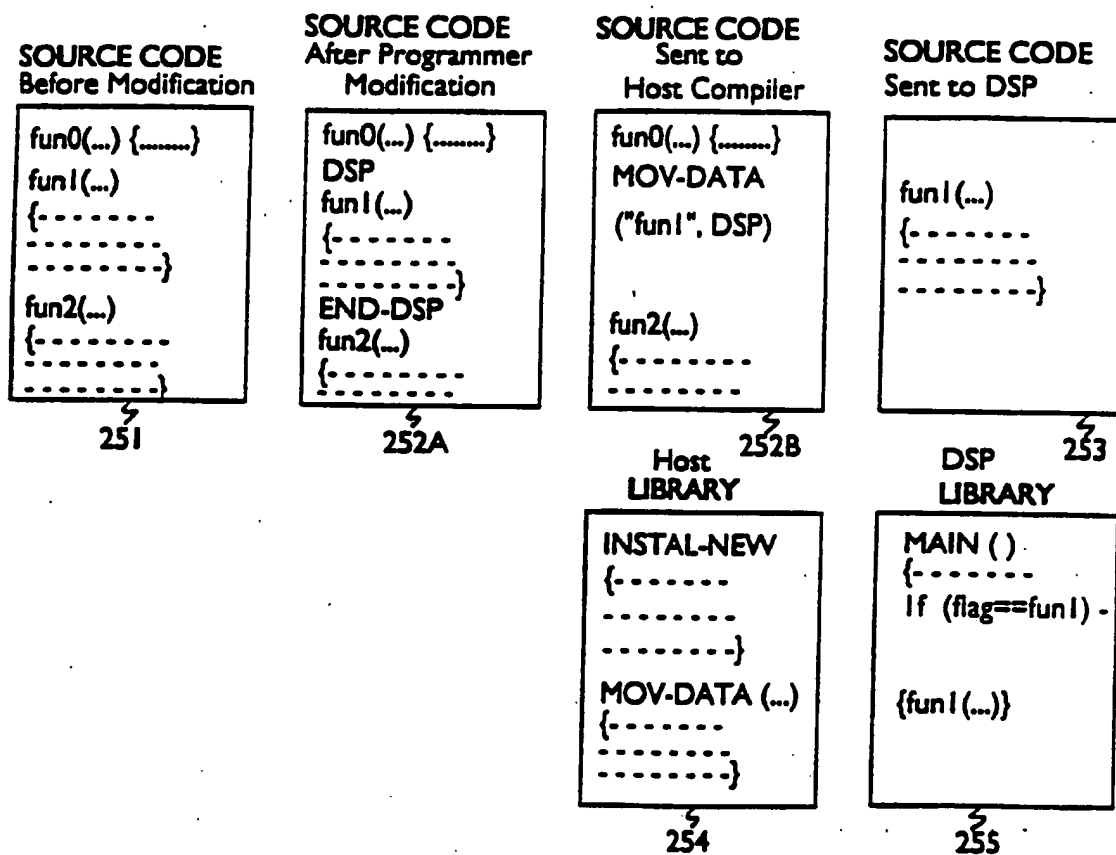 SOURCE CODE
Before Modification
fun0(...) {........}
fun1(...)
{- - - - - - -
- - - - - - - - -
- - - - - - - -}
fun2(...)
{- - - - - - - -
- - - - - - - - -
- - - - - - - -}
251
SOURCE CODE
After Programmer
Modification
fun0(...) {........}
DSP
fun1(...)
{- - - - - - -
- - - - - - - - -
- - - - - - - -}
END-DSP
fun2(...)
{- - - - - - - -
- - - - - - - - -
252A
SOURCE CODE
Sent to
Host Compiler
fun0(...) {........}
MOV-DATA
("fun1", DSP)
fun2(...)
{- - - - - - - -
- - - - - - - - -
252B
SOURCE CODE
Sent to DSP
fun1(...)
{- - - - - - -
- - - - - - - - -
- - - - - - - - -}
253
Host
LIBRARY
INSTAL-NEW
{- - - - - - -
- - - - - - - -
- - - - - - - - -}
MOV-DATA (...)
{- - - - - - -
- - - - - - - - -
- - - - - - - - -}
254
DSP
LIBRARY
MAIN ( )
{- - - - - - -
If (flag==fun1) -
{fun1(...)}
255